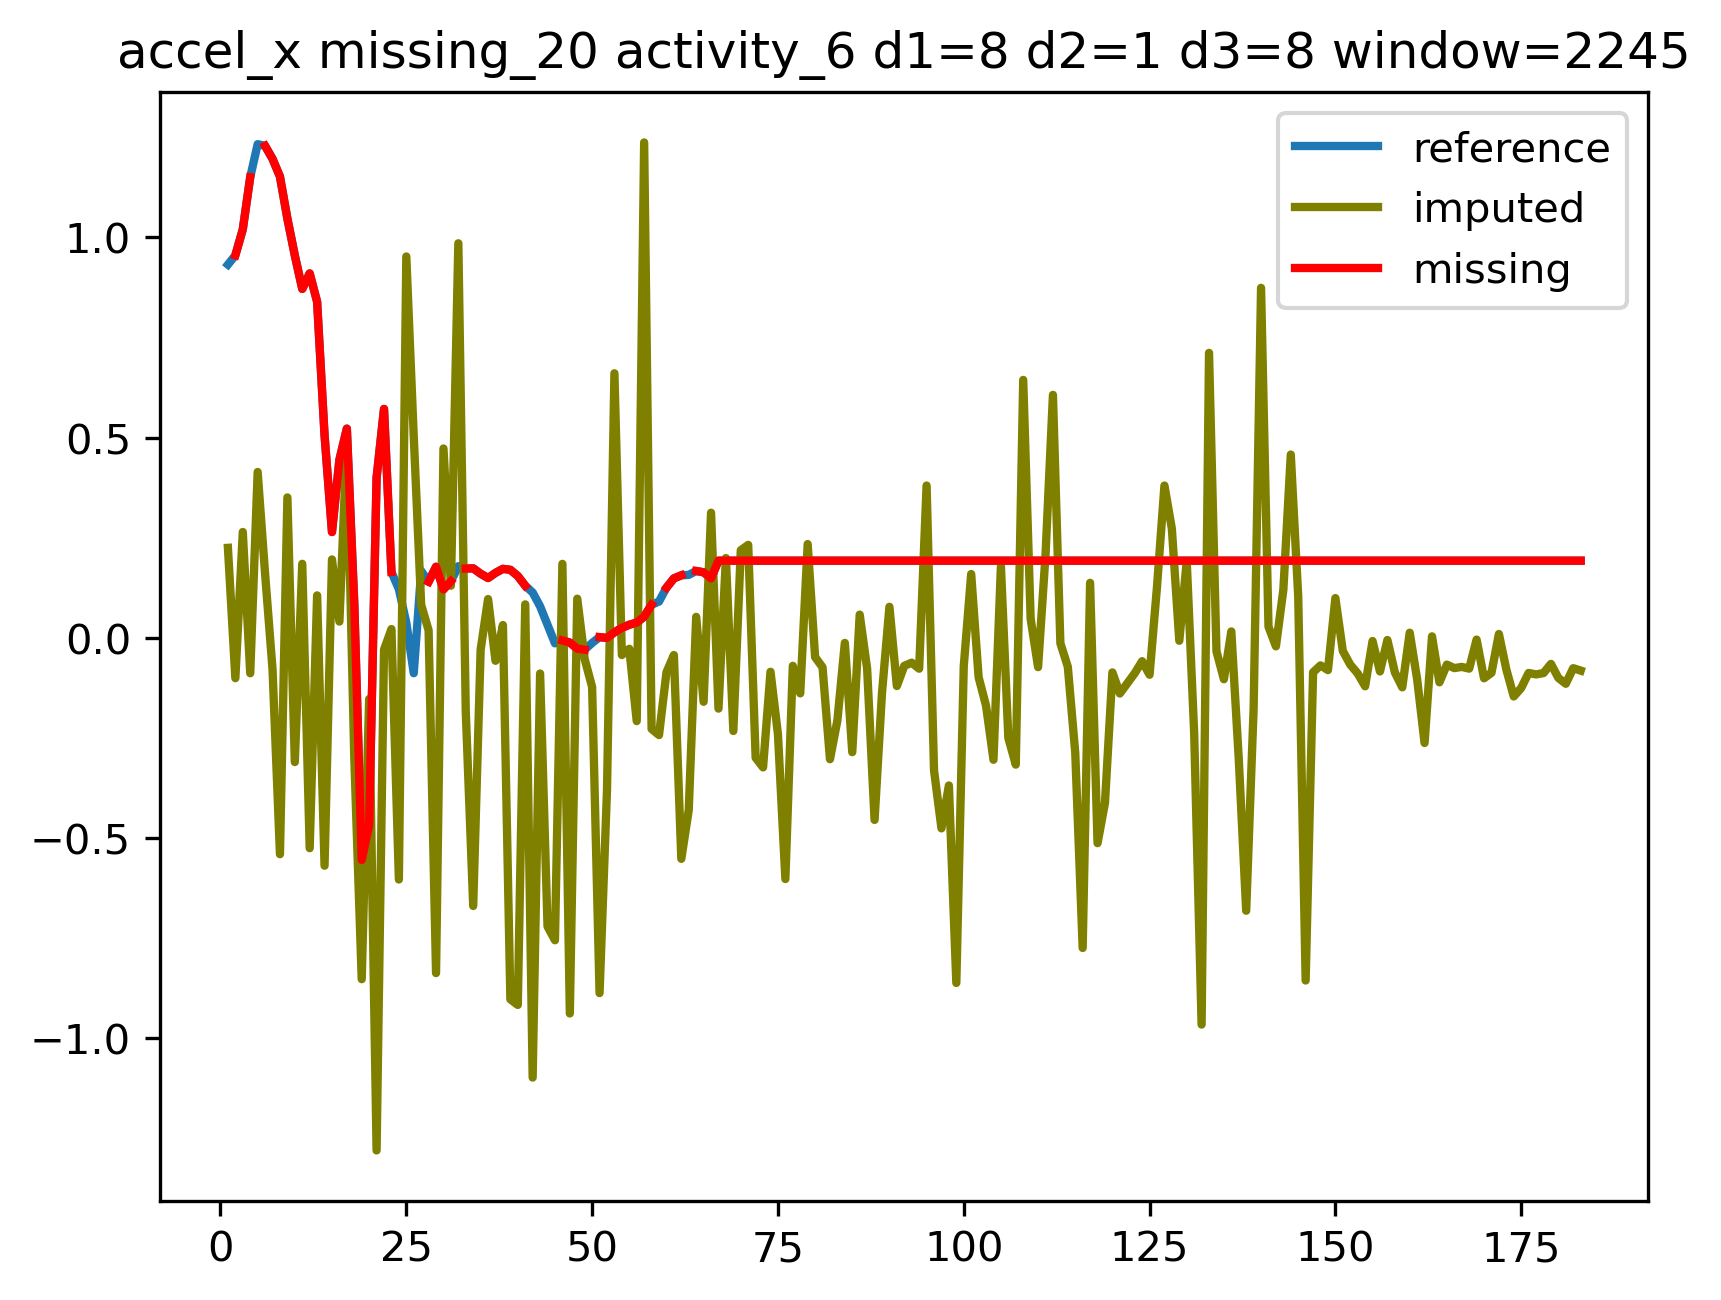 accel_x missing_20 activity_6 d1=8 d2=1 d3=8 window=2245
reference
imputed
missing
1.0
0.5
0.0
−0.5
−1.0
0 25 50 75 100 125 150 175